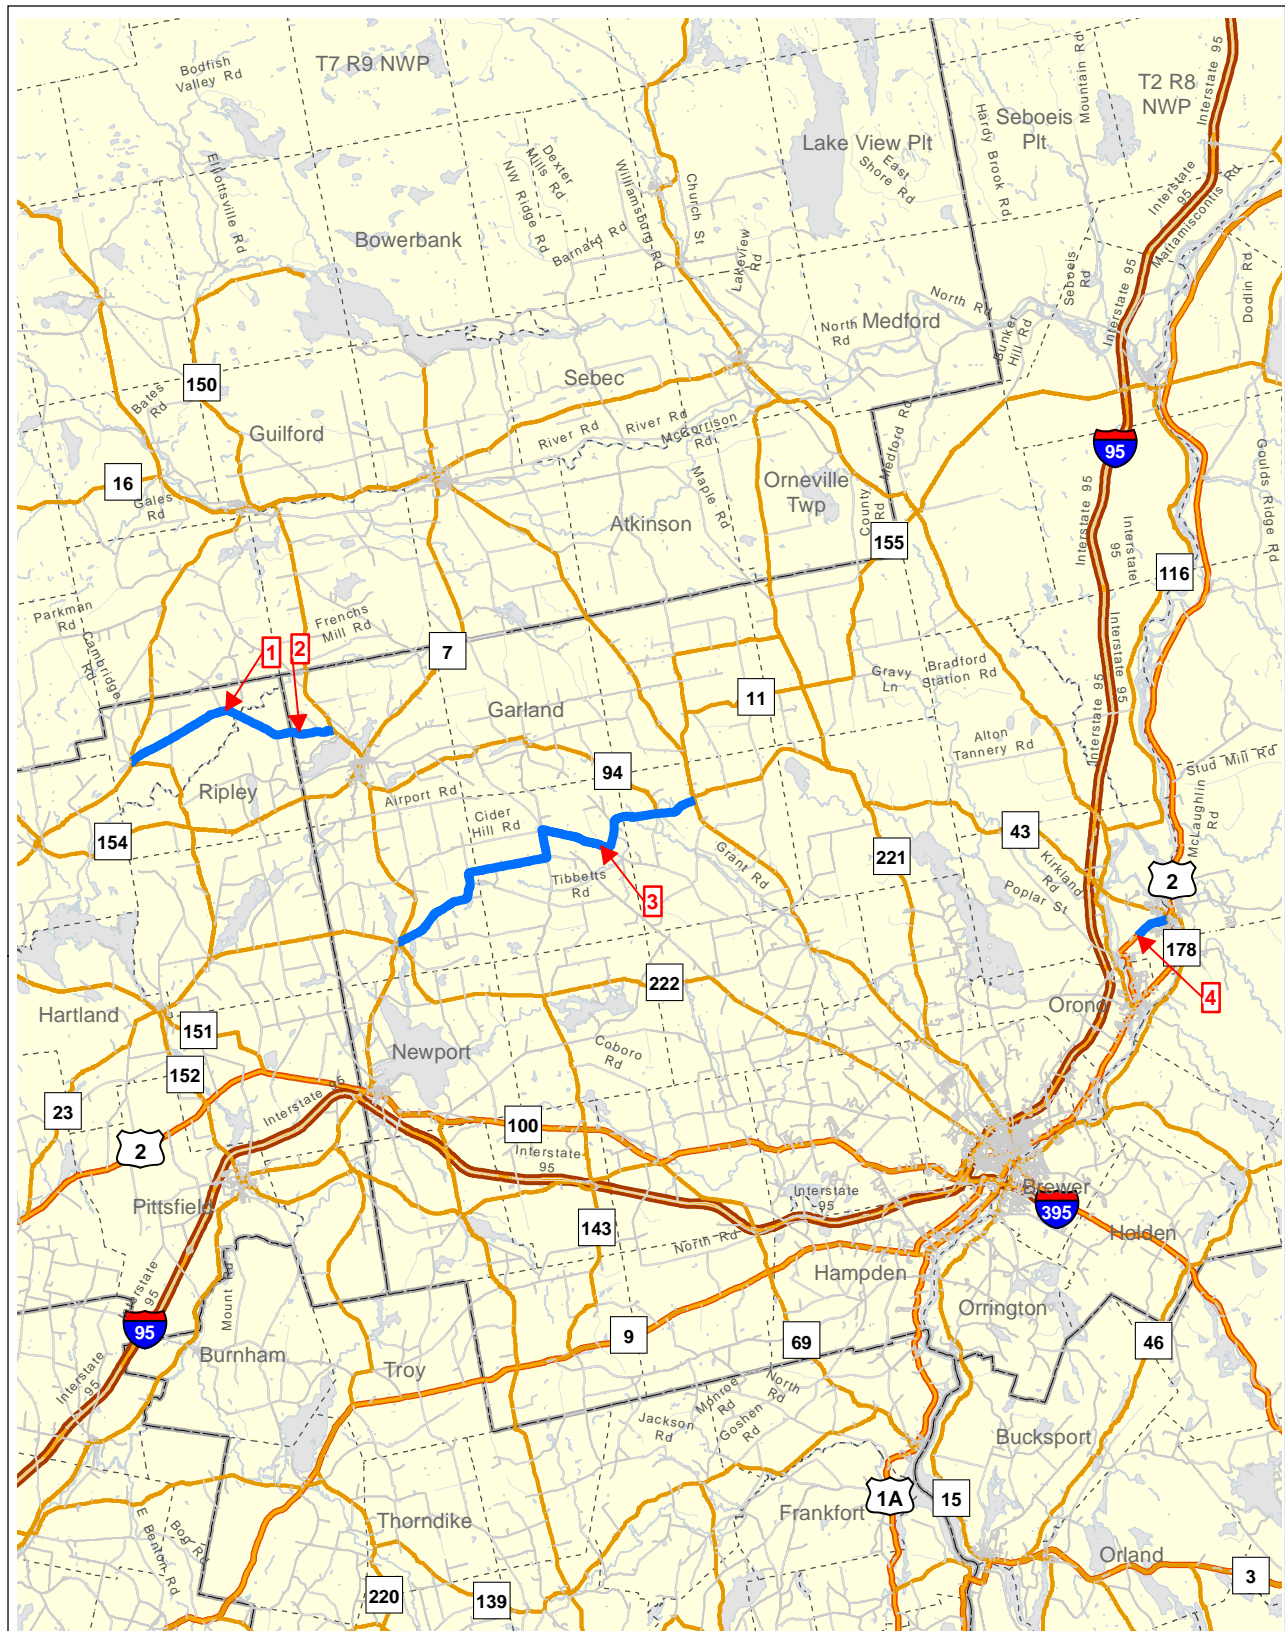 Bodfish
Valley Rd
T7 R9 NWP
Elliottsville Rd
Bowerbank
Dexter
Mills Rd
NW Ridge Rd
Barnard Rd
Williamsburg Rd
Church St
Lakeview
Rd
Lake View Plt
East
Shore Rd
Hardy Brook Rd
Seboeis
Plt
Mountain Rd
T2 R8
NWP
Interstate 95
Interstate
95
Mattamiscontis Rd
Dodlin Rd
Seboeis
Rd
Interstate 95
North Rd
Bunker
Hill Rd
North
Rd
Medford
150
Bates
Rd
Guilford
Sebec
River Rd
River Rd
McCorrison
Rd
Medford Rd
95
16
Gales
Rd
Atkinson
Maple Rd
Orneville
Twp
County
Rd
155
Interstate 95
Interstate
95
Goulds Ridge Rd
116
Parkman
Rd
Cambridge
Rd
Frenchs
Mill Rd
1
2
7
Gravy
Ln
Bradford
Station Rd
Interstate 95
Interstate 95
Garland
11
Alton
Tannery Rd
Ripley
Airport Rd
94
Stud Mill Rd
McLaughlin
Rd
154
Cider
Hill Rd
Grant Rd
221
43
Kirkland
Rd
Poplar St
2
Tibbetts
Rd
3
178
4
222
Orono
Hartland
151
Newport
Coboro
Rd
152
Interstate 95
23
2
100
Interstate
95
Pittsfield
Interstate
95
Brewer
395
143
North Rd
Holden
Hampden
Mount Rd
Interstate
95
95
Orrington
9
69
46
Interstate
95
Burnham
Troy
North
Rd
Monroe
Rd
Goshen
Rd
Jackson
Rd
Bucksport
1A
15
Frankfort
E Benton Rd
Bog Rd
Thorndike
Orland
3
220
139